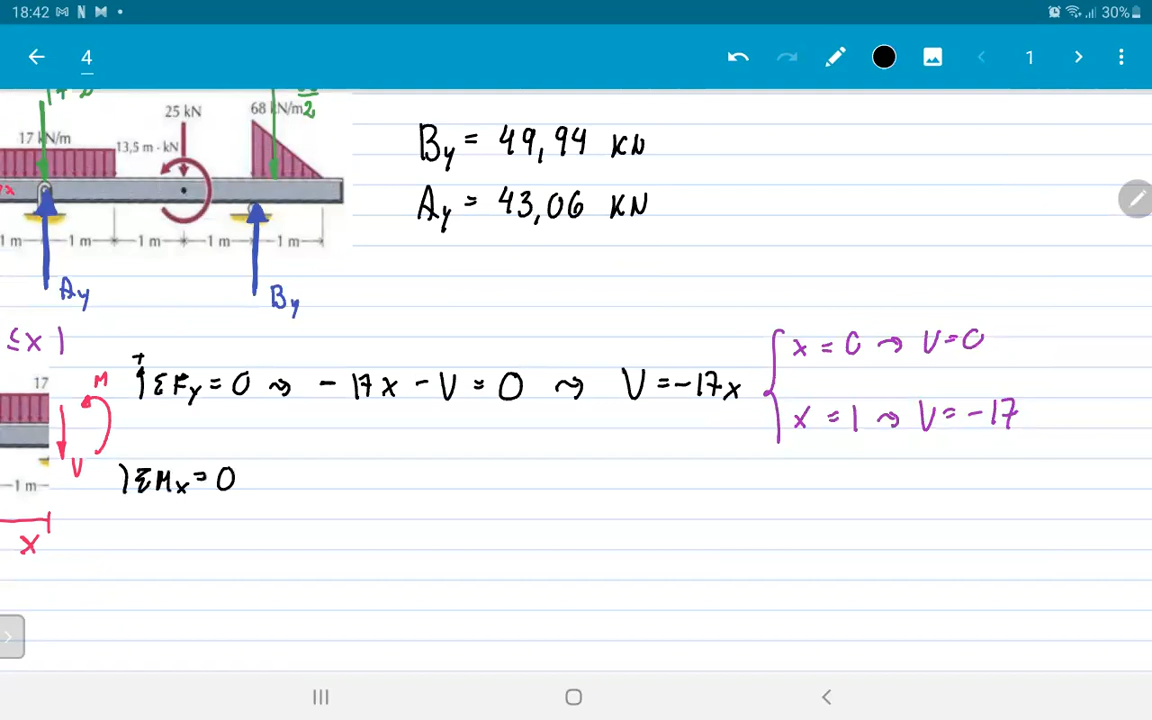 18:42
30%
4
1
25 kN
68 kN/m
2
17 kN/m
13,5 m · kN
By = 49,94 KN
Ay = 43,06 KN
1 m
1 m
1 m
1 m
1 m
Ay
By
≤ x 1
x = 0 → V=0
17
M
+
↑ΣFy = 0 → - 17x - V = 0 → V = -17x
x = 1 → V = -17
V
)ΣMx = 0
1 m
x